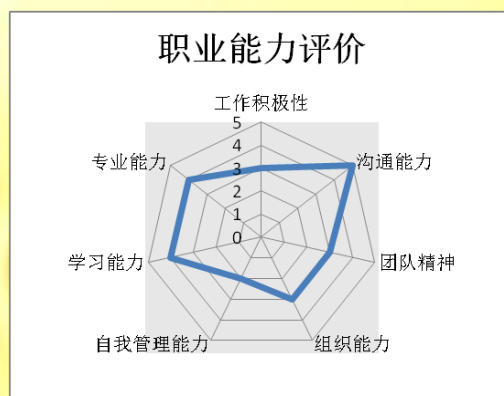 职业能力评价
工作积极性
5
4
3
2
1
0
沟通能力
团队精神
组织能力
自我管理能力
学习能力
专业能力